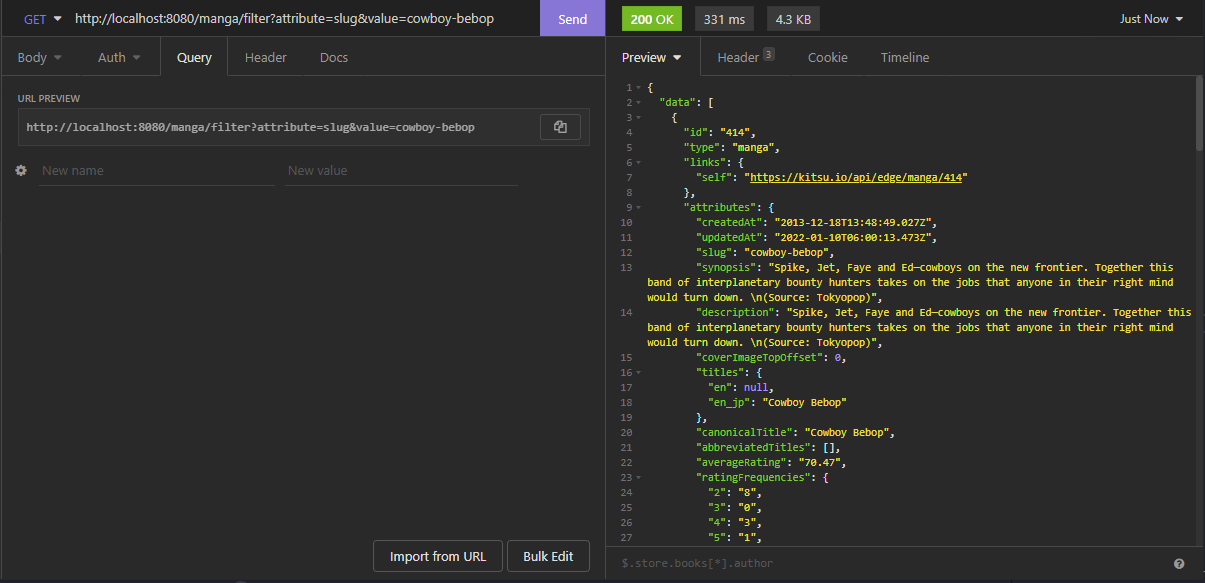 GET http://localhost:8080/manga/filter?attribute=slug&value=cowboy-bebop Send
200 OK 331 ms 4.3 KB Just Now
Body Auth Query Header Docs
Preview Header 3 Cookie Timeline
URL PREVIEW
http://localhost:8080/manga/filter?attribute=slug&value=cowboy-bebop
New name New value
Import from URL Bulk Edit
1 {
2 "data": [
3 {
4 "id": "414",
5 "type": "manga",
6 "links": {
7 "self": "https://kitsu.io/api/edge/manga/414"
8 },
9 "attributes": {
10 "createdAt": "2013-12-18T13:48:49.027Z",
11 "updatedAt": "2022-01-10T06:00:13.473Z",
12 "slug": "cowboy-bebop",
13 "synopsis": "Spike, Jet, Faye and Ed—cowboys on the new frontier. Together this
band of interplanetary bounty hunters takes on the jobs that anyone in their right mind
would turn down. \n(Source: Tokyopop)",
14 "description": "Spike, Jet, Faye and Ed—cowboys on the new frontier. Together this
band of interplanetary bounty hunters takes on the jobs that anyone in their right mind
would turn down. \n(Source: Tokyopop)",
15 "coverImageTopOffset": 0,
16 "titles": {
17 "en": null,
18 "en_jp": "Cowboy Bebop"
19 },
20 "canonicalTitle": "Cowboy Bebop",
21 "abbreviatedTitles": [],
22 "averageRating": "70.47",
23 "ratingFrequencies": {
24 "2": "8",
25 "3": "0",
26 "4": "3",
27 "5": "1",
$.store.books[*].author ?